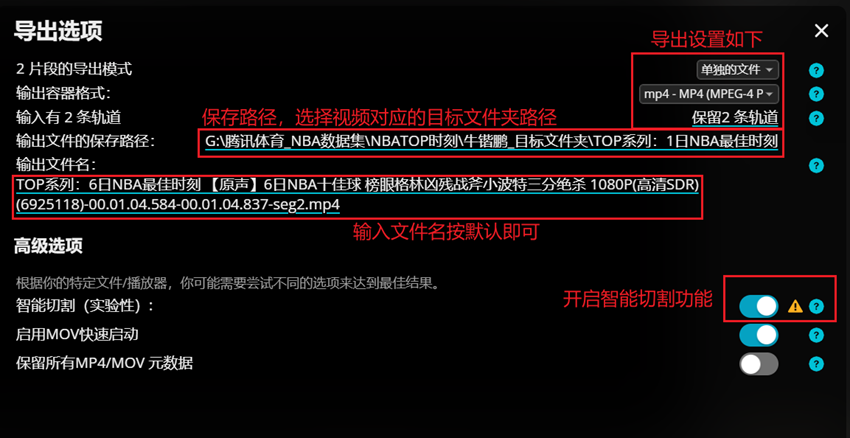 导出选项
导出设置如下
2 片段的导出模式
单独的文件
?
输出容器格式:
mp4 - MP4 (MPEG-4 P
?
输入有 2 条轨道
保存路径，选择视频对应的目标文件夹路径
保留2 条轨道
?
输出文件的保存路径:
G:\腾讯体育_NBA数据集\NBATOP时刻\牛锴鹏_目标文件夹\TOP系列：1日NBA最佳时刻
输出文件名:
?
TOP系列：6日NBA最佳时刻 【原声】6日NBA十佳球 榜眼格林凶残战斧小波特三分绝杀 1080P(高清SDR)
(6925118)-00.01.04.584-00.01.04.837-seg2.mp4
输入文件名按默认即可
高级选项
根据你的特定文件/播放器，你可能需要尝试不同的选项来达到最佳结果。
智能切割（实验性）:
开启智能切割功能
?
启用MOV快速启动
?
保留所有MP4/MOV 元数据
?